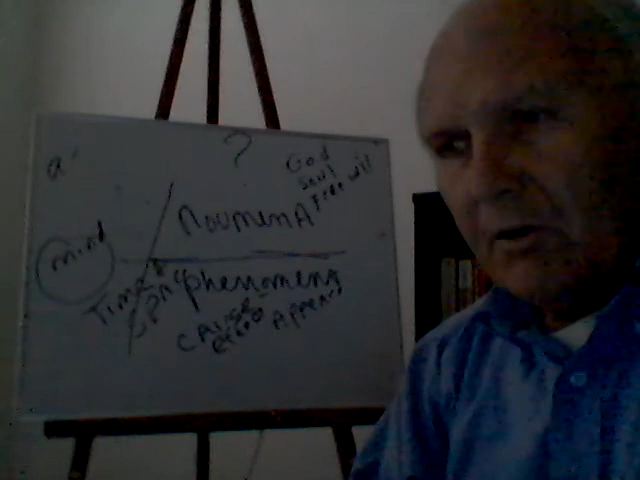 ?
a'
God
Soul
Free will
NoumenA
mind
phenomena
Time &
Space
Cause
effect
Appear